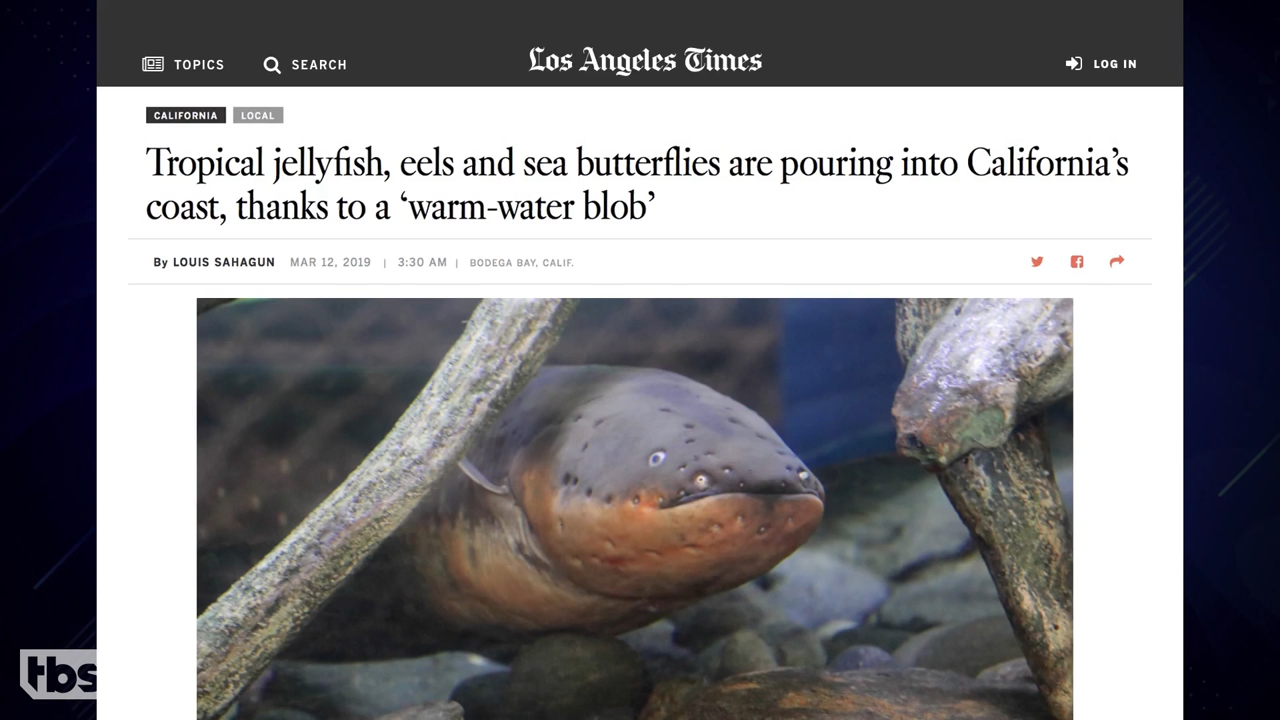 TOPICS
SEARCH
Los Angeles Times
LOG IN
CALIFORNIA
LOCAL
Tropical jellyfish, eels and sea butterflies are pouring into California’s
coast, thanks to a ‘warm-water blob’
By LOUIS SAHAGUN MAR 12, 2019 | 3:30 AM | BODEGA BAY, CALIF.
tbs